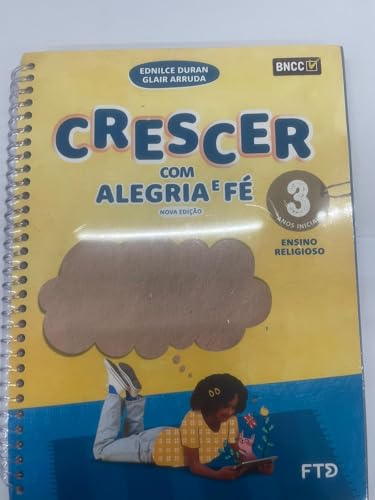 EDNILCE DURAN
GLAIR ARRUDA
BNCC
CRESCER
COM
ALEGRIA E FÉ
NOVA EDIÇÃO
3
ANOS INICIAIS
ENSINO
RELIGIOSO
FTD